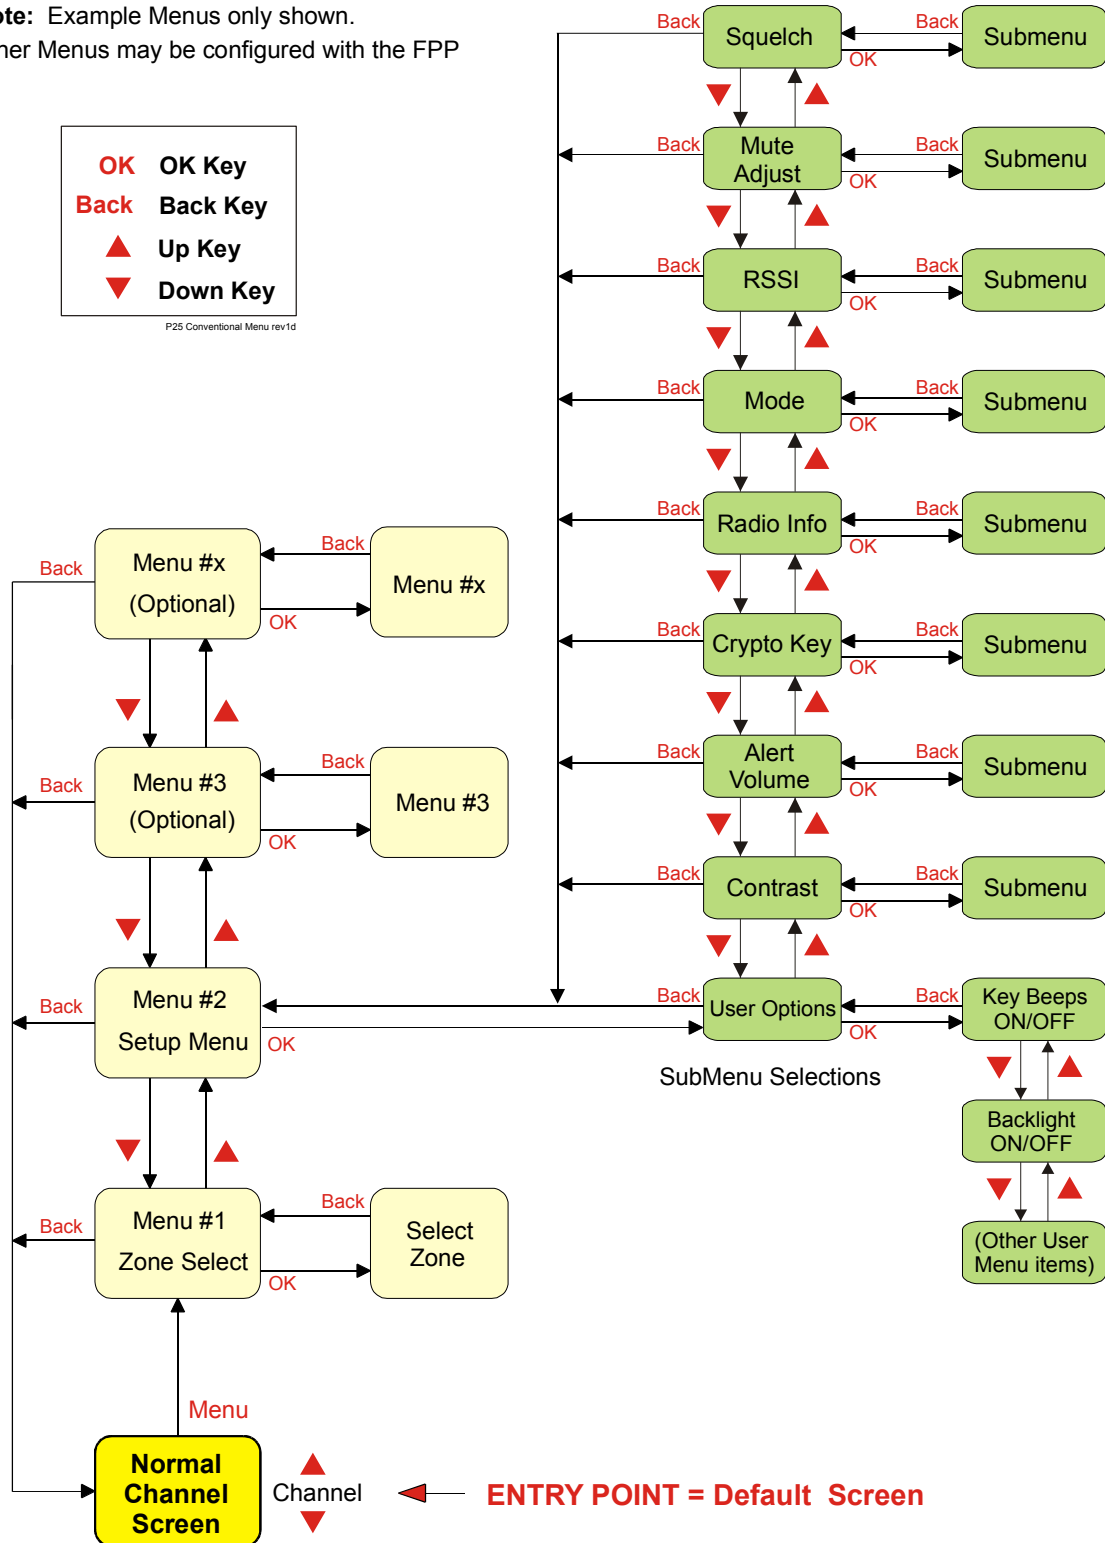 ote: Example Menus only shown.
her Menus may be configured with the FPP
OK OK Key
Back Back Key
Up Key
Down Key
P25 Conventional Menu rev1d
Squelch
Back
Back
OK
Submenu
Mute
Adjust
Back
Back
OK
Submenu
RSSI
Back
Back
OK
Submenu
Mode
Back
Back
OK
Submenu
Radio Info
Back
Back
OK
Submenu
Crypto Key
Back
Back
OK
Submenu
Alert
Volume
Back
Back
OK
Submenu
Contrast
Back
Back
OK
Submenu
User Options
Back
Back
OK
Key Beeps
ON/OFF
SubMenu Selections
Backlight
ON/OFF
(Other User
Menu items)
Menu #x
(Optional)
Back
Back
OK
Menu #x
Menu #3
(Optional)
Back
Back
OK
Menu #3
Menu #2
Setup Menu
Back
OK
Menu #1
Zone Select
Back
Back
OK
Select
Zone
Menu
Normal
Channel
Screen
Channel
ENTRY POINT = Default Screen